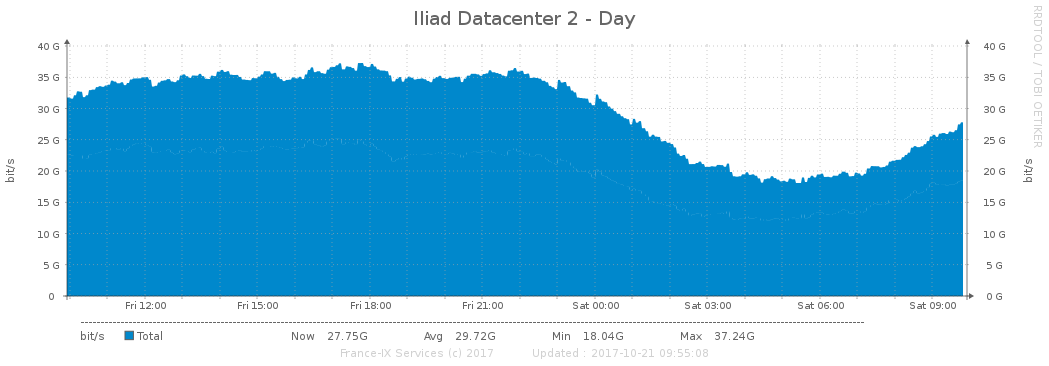 Iliad Datacenter 2 - Day
RRDTOOL / TOBI OETIKER
bit/s
bit/s
40 G
35 G
30 G
25 G
20 G
15 G
10 G
5 G
0
40 G
35 G
30 G
25 G
20 G
15 G
10 G
5 G
0 G
Fri 12:00 Fri 15:00 Fri 18:00 Fri 21:00 Sat 00:00 Sat 03:00 Sat 06:00 Sat 09:00
bit/s Total Now 27.75G Avg 29.72G Min 18.04G Max 37.24G
France-IX Services (c) 2017 Updated : 2017-10-21 09:55:08